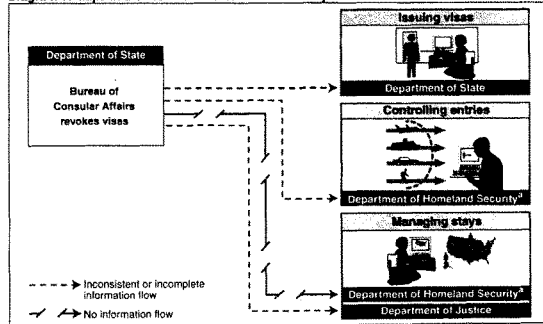 Department of State
Bureau of
Consular Affairs
revokes visas
Issuing visas
Department of State
Controlling entries
Department of Homeland Security a
Managing stays
Department of Homeland Security a
Department of Justice
Inconsistent or incomplete
information flow
No information flow